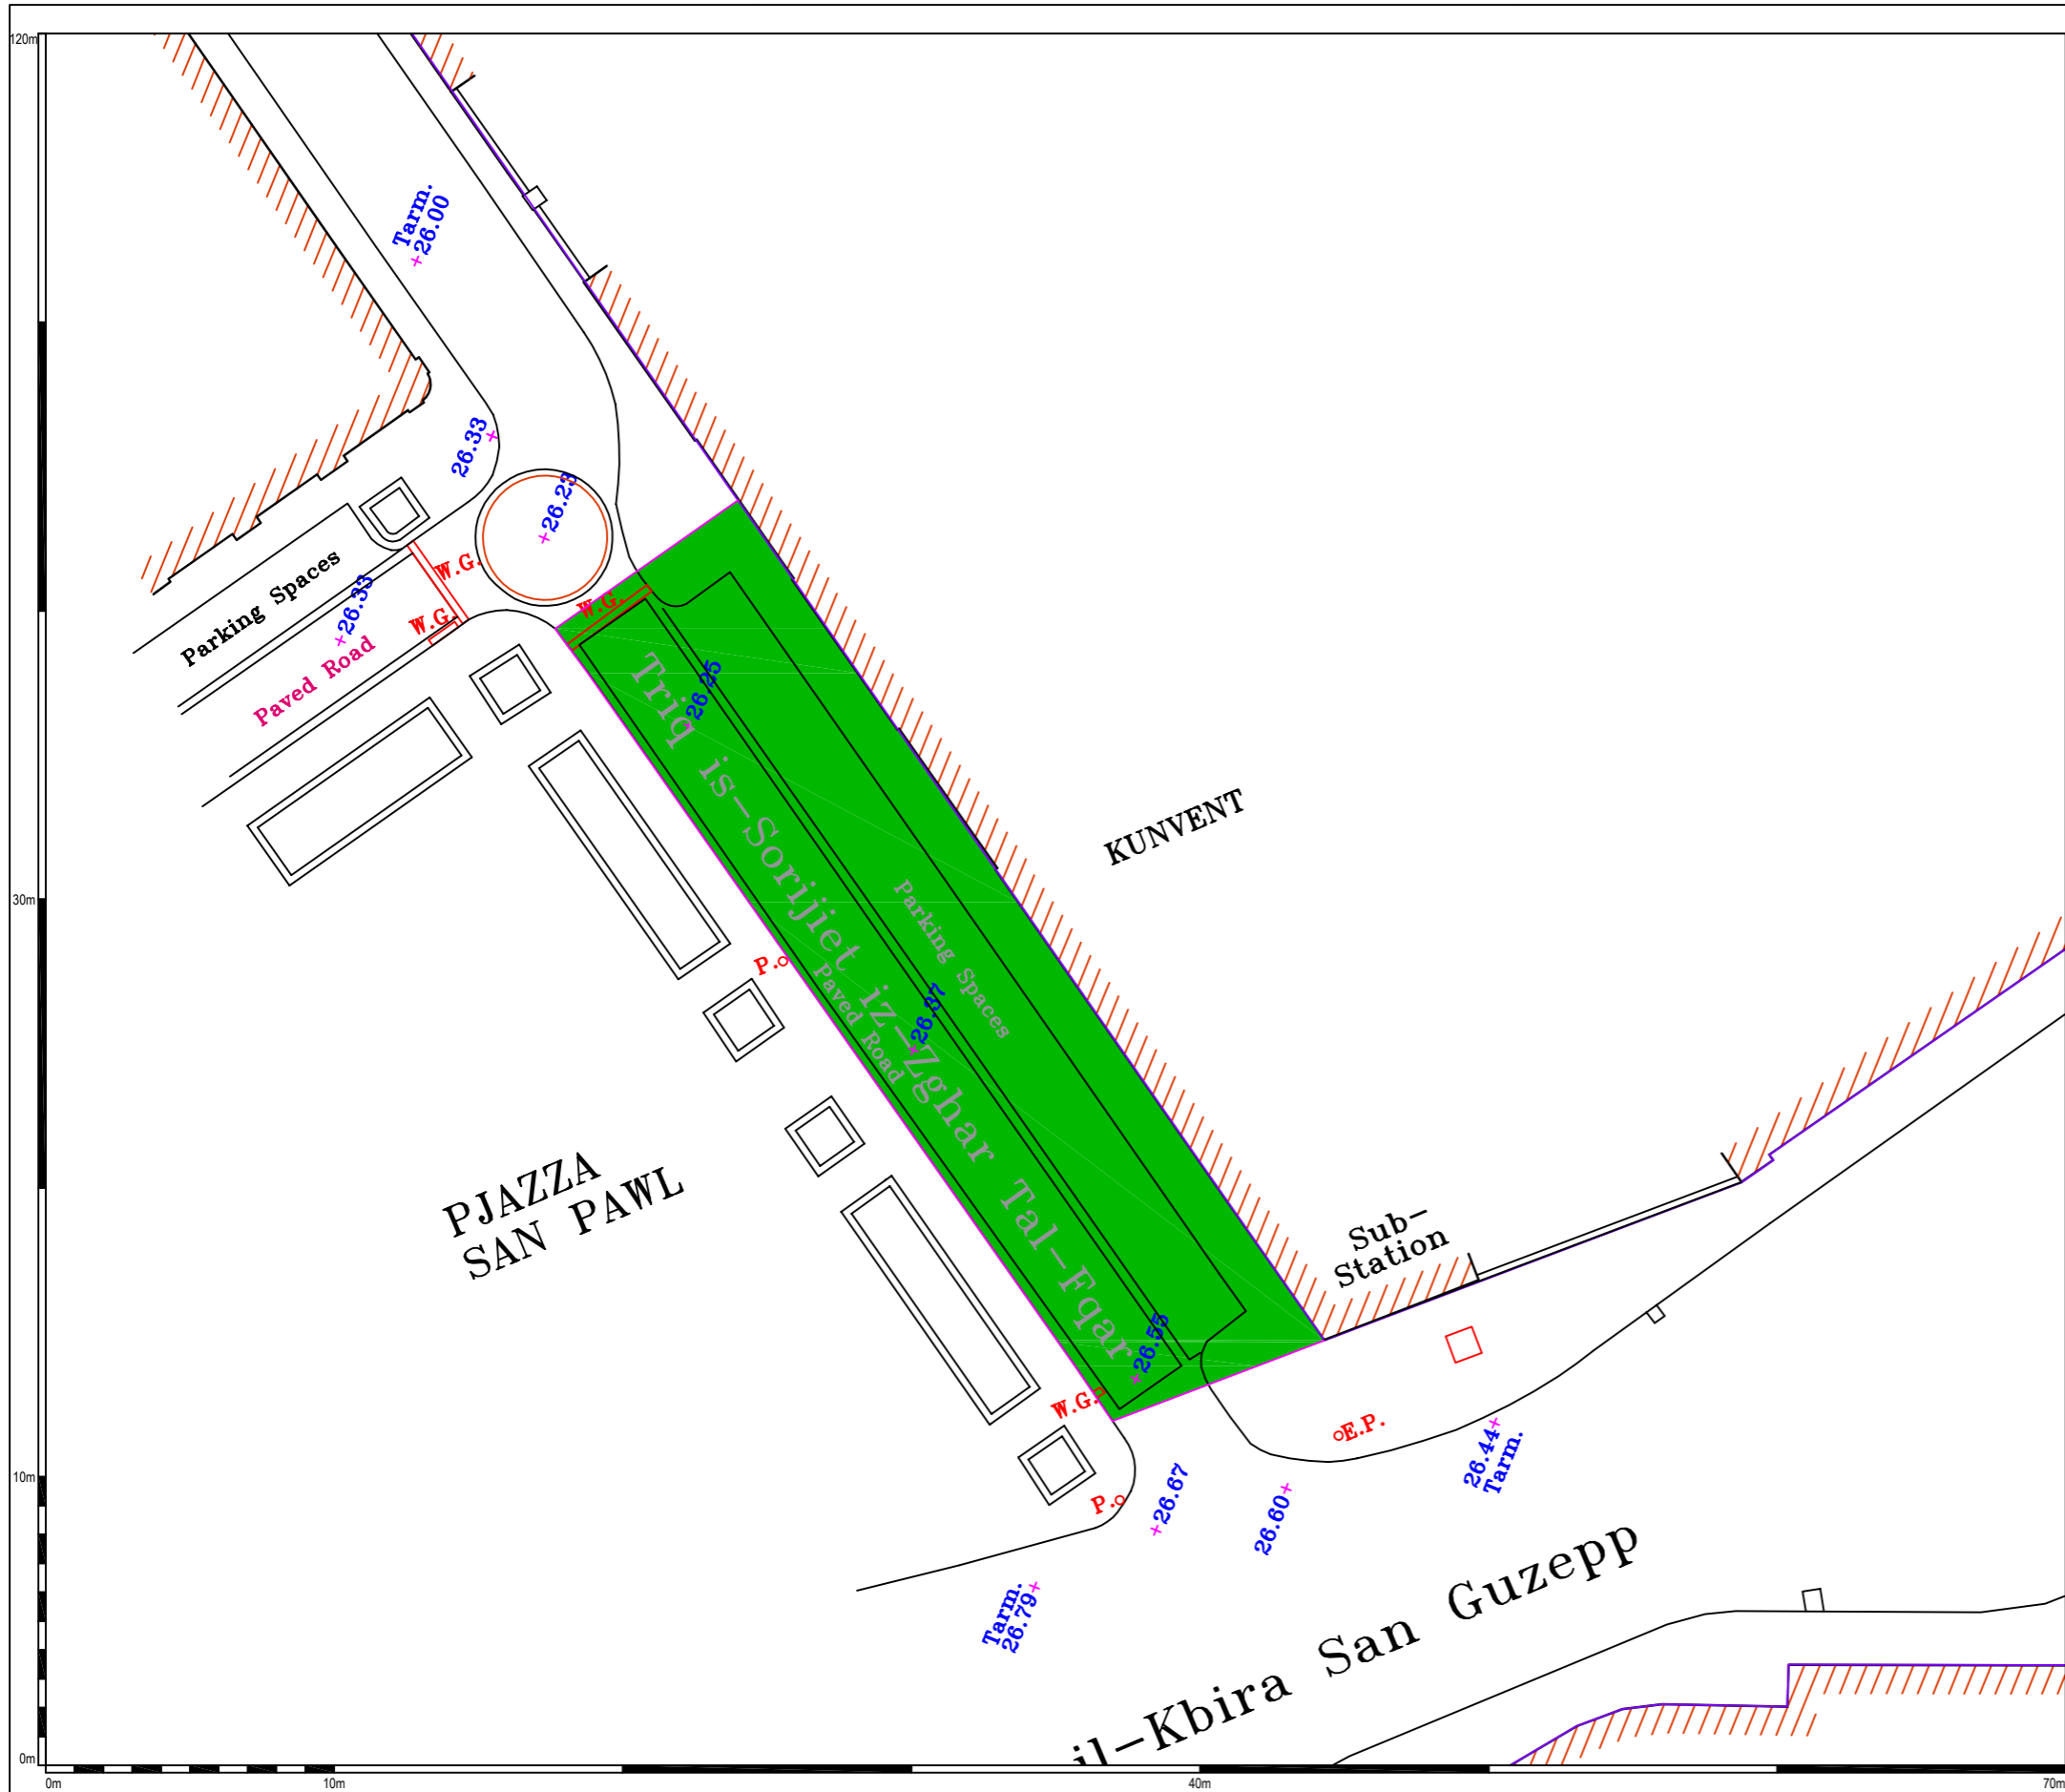 120m
Tarm.
+26.00
26.33
+26.23
Parking Spaces
W.G.
+26.33
W.G.
W.G.
Paved Road
26.25
Triq is-Sorijiet iz-Zghar Tal-Fqar
KUNVENT
30m
Parking Spaces
P.
Paved Road
26.37
PJAZZA
SAN PAWL
Sub-
Station
26.55
W.G.
E.P.
26.44+
Tarm.
10m
P.
+26.67
26.60+
Tarm.
26.79+
il-Kbira San Guzepp
0m
0m
10m
40m
70m